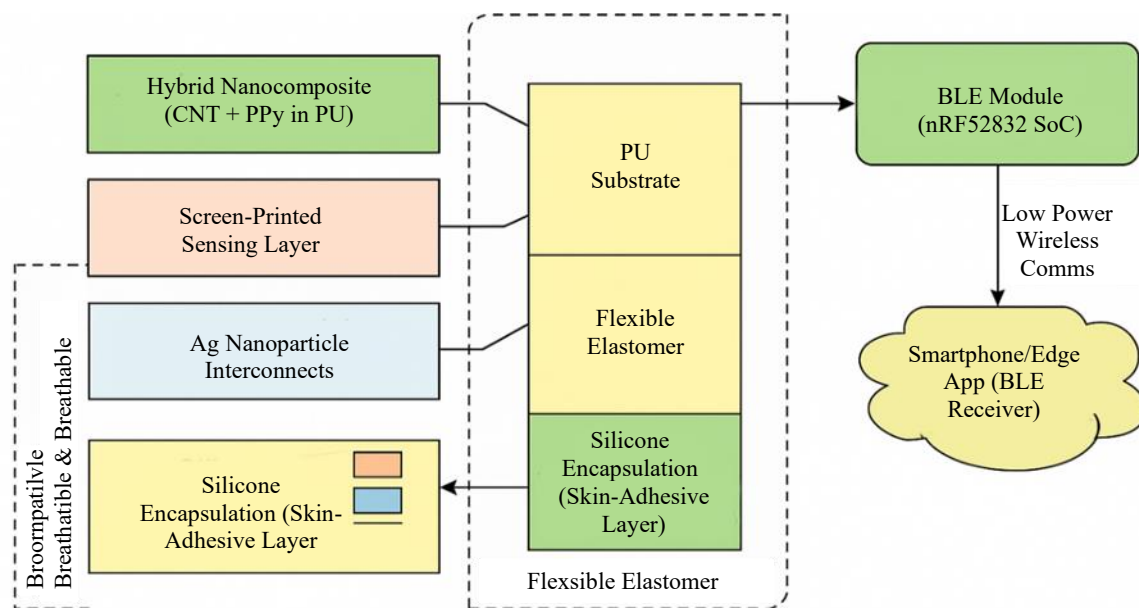 Hybrid Nanocomposite
(CNT + PPy in PU)
Screen-Printed
Sensing Layer
Ag Nanoparticle
Interconnects
Silicone
Encapsulation (Skin-
Adhesive Layer
Broornpatilvle
Breathatible & Breathable
PU
Substrate
Flexible
Elastomer
Silicone
Encapsulation
(Skin-Adhesive
Layer)
Flexsible Elastomer
BLE Module
(nRF52832 SoC)
Low Power
Wireless
Comms
Smartphone/Edge
App (BLE
Receiver)